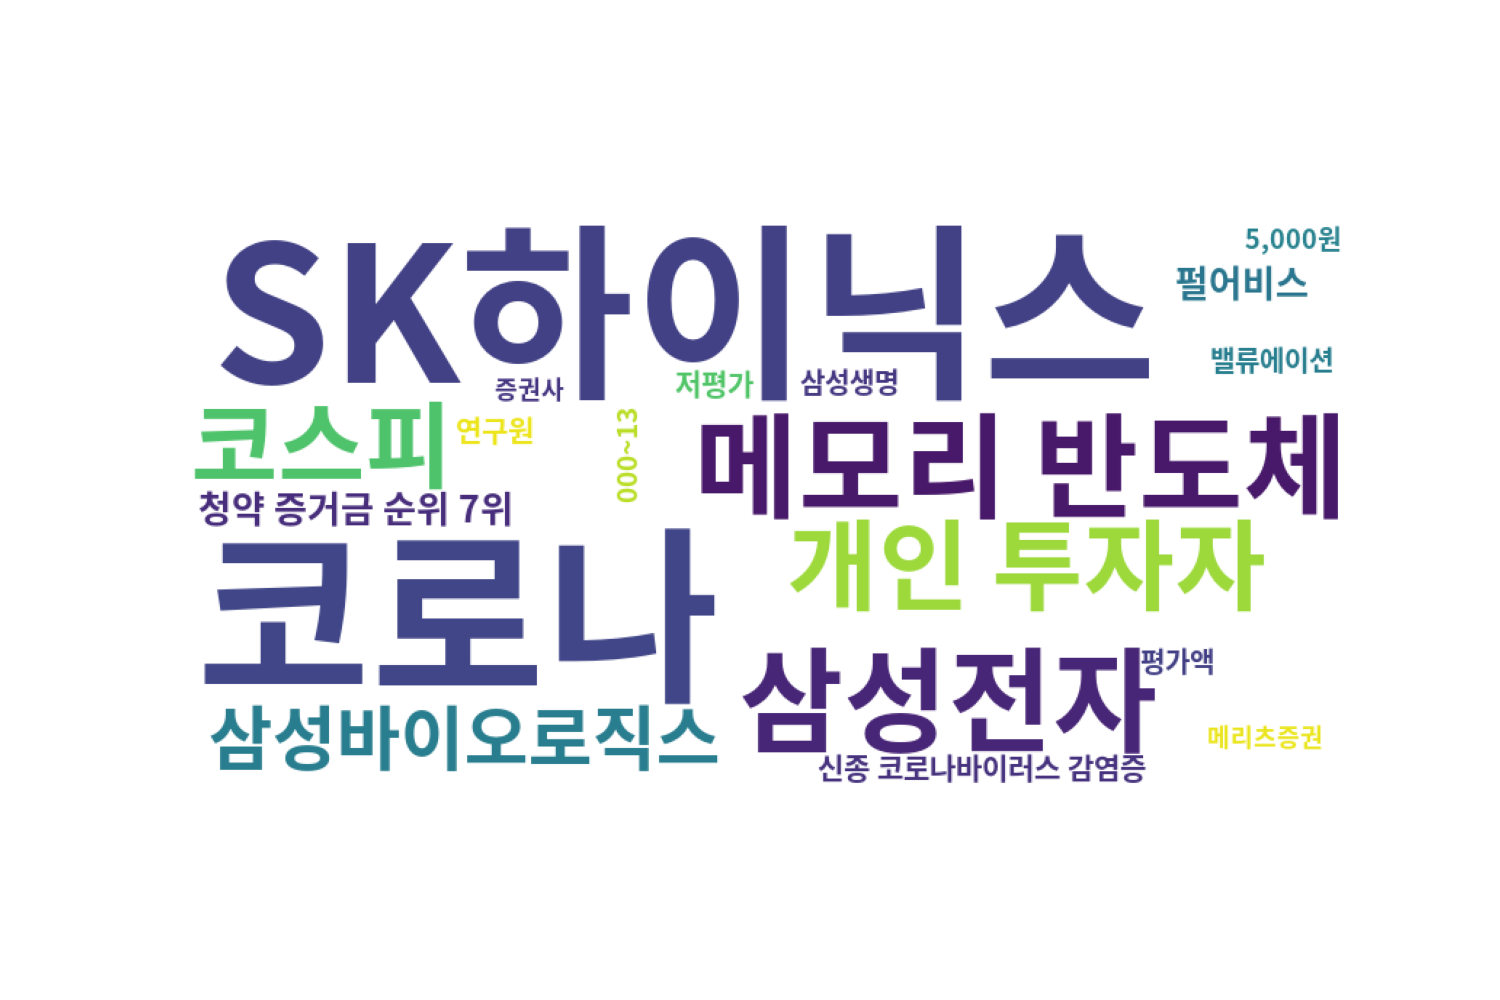 SK하이닉스
5,000원
펄어비스
밸류에이션
증권사
저평가
삼성생명
코스피
연구원
000~13
메모리 반도체
청약 증거금 순위 7위
개인 투자자
코로나
삼성전자
평가액
삼성바이오로직스
메리츠증권
신종 코로나바이러스 감염증